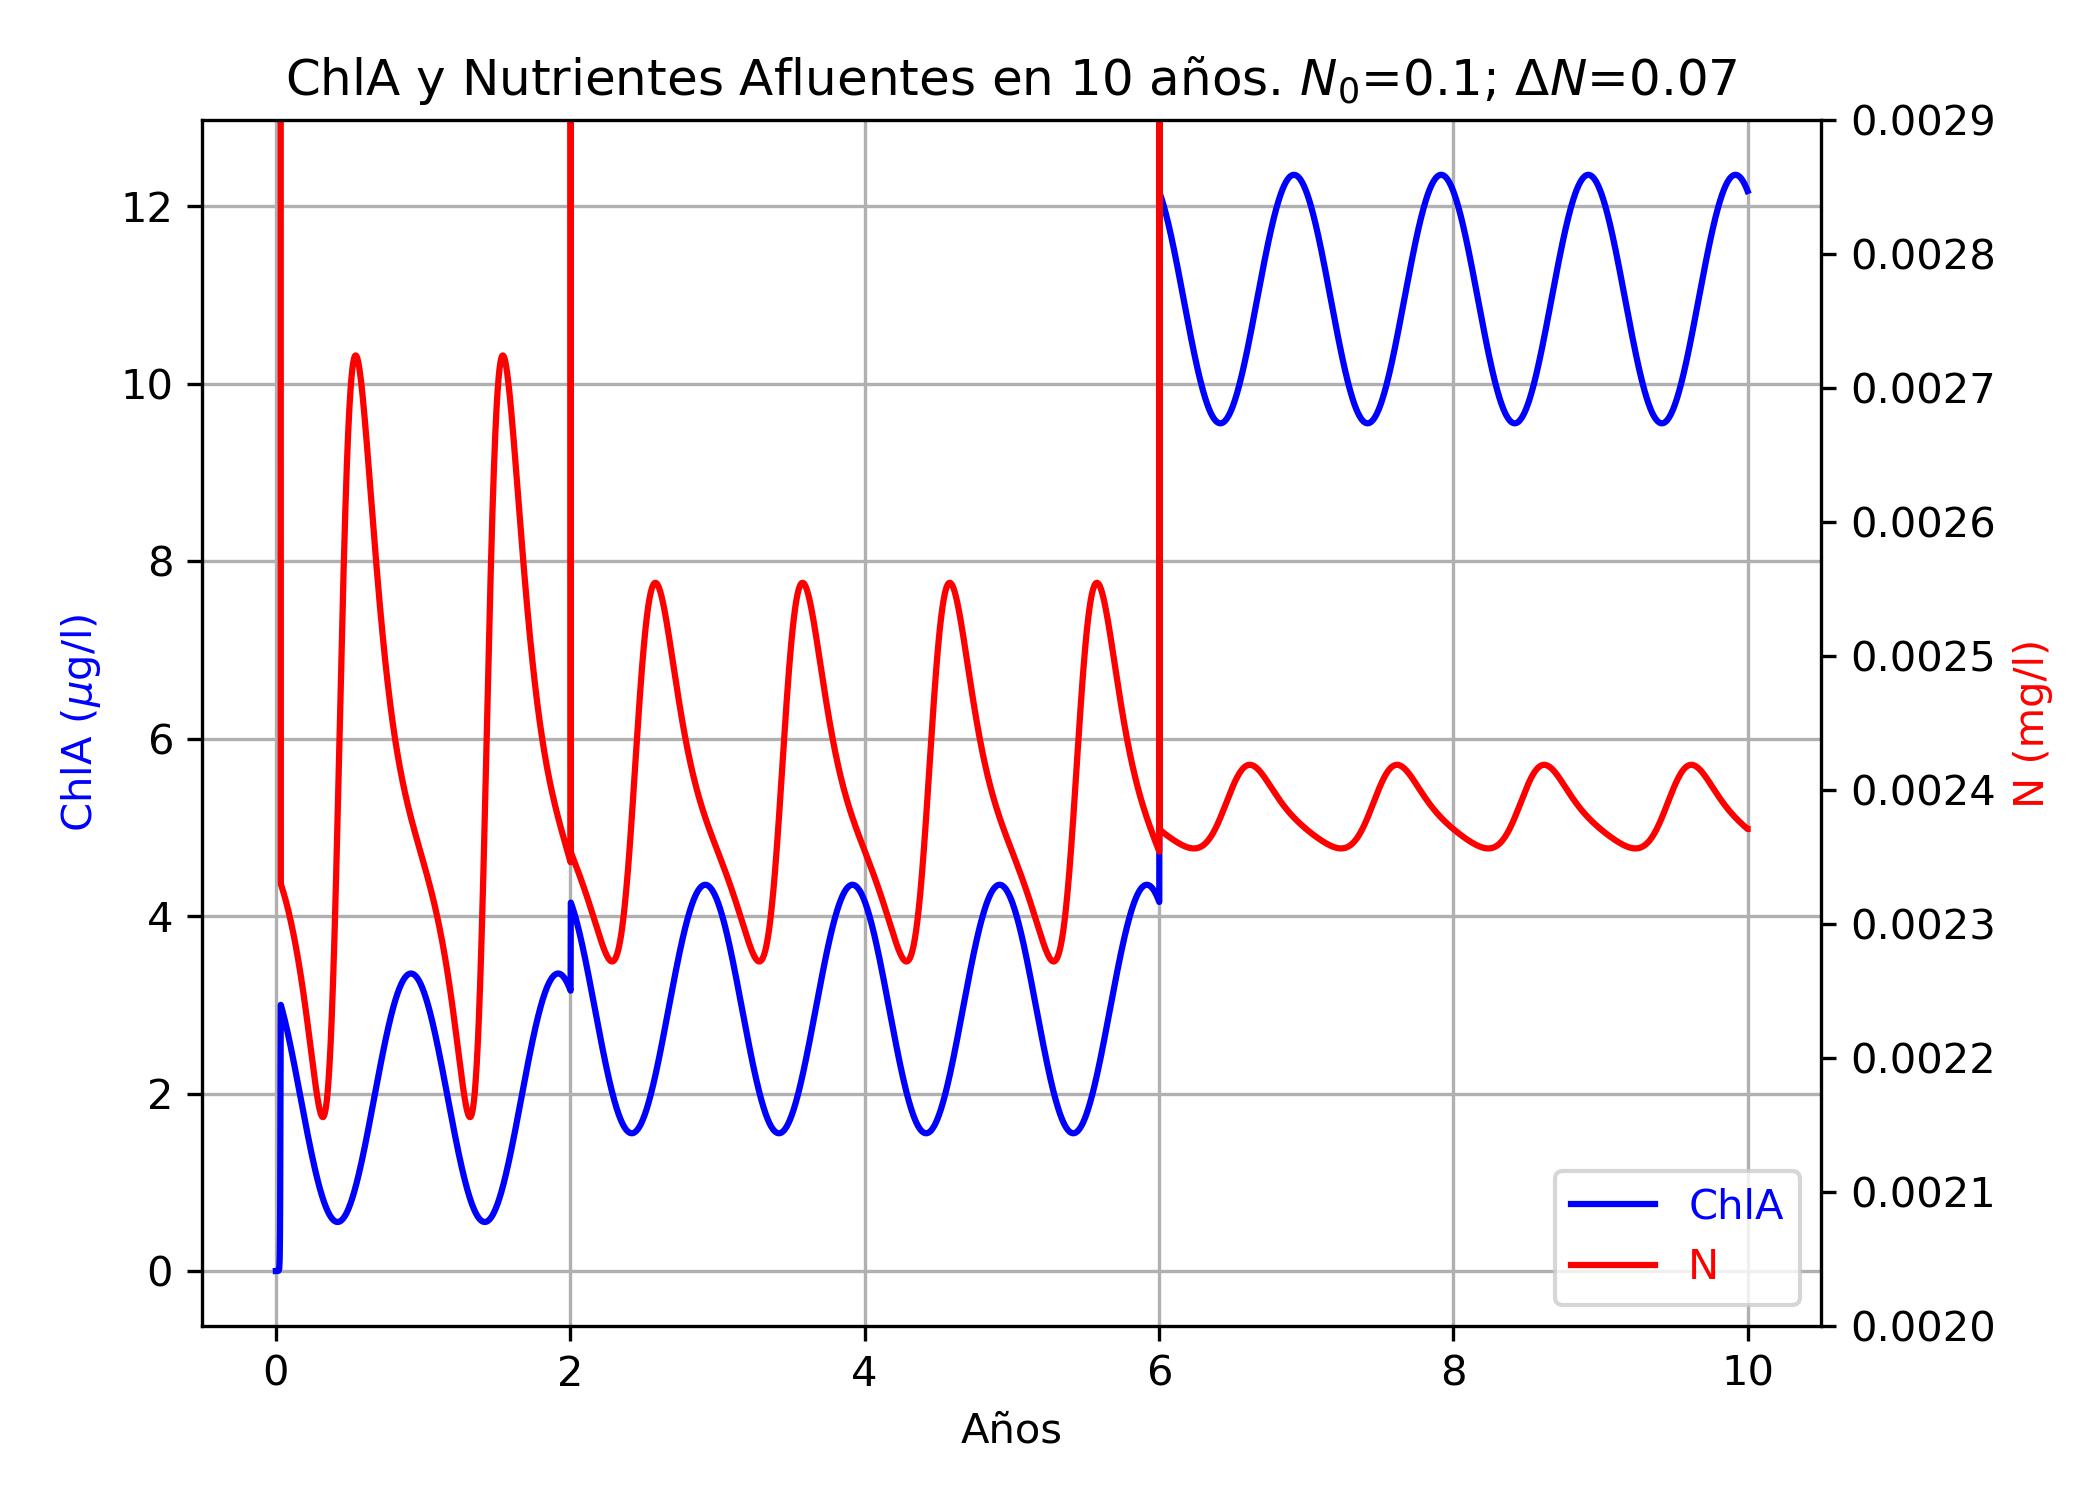 ChlA y Nutrientes Afluentes en 10 años. N₀=0.1; ΔN=0.07
12
10
8
6
4
2
0
ChlA (μg/l)
0.0029
0.0028
0.0027
0.0026
0.0025
0.0024
0.0023
0.0022
0.0021
0.0020
N (mg/l)
ChlA
N
0 2 4 6 8 10
Años